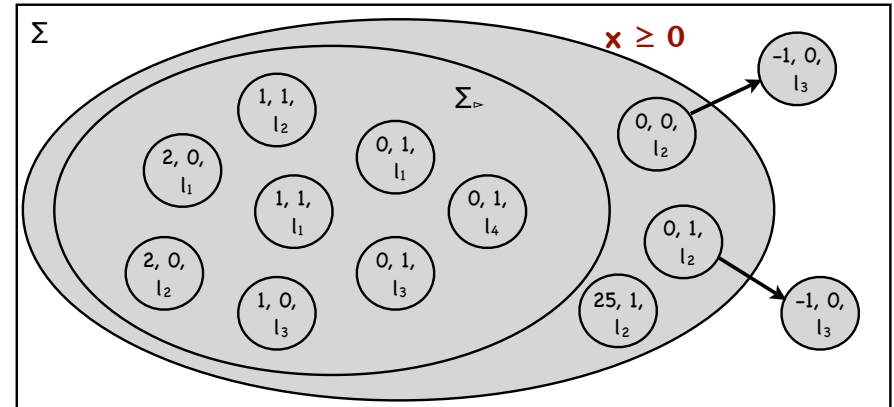 Σ
x ≥ 0
-1, 0,
l₃
1, 1,
l₂
Σ▻
0, 0,
l₂
2, 0,
l₁
0, 1,
l₁
1, 1,
l₁
0, 1,
l₄
0, 1,
l₂
2, 0,
l₂
0, 1,
l₃
1, 0,
l₃
25, 1,
l₂
-1, 0,
l₃